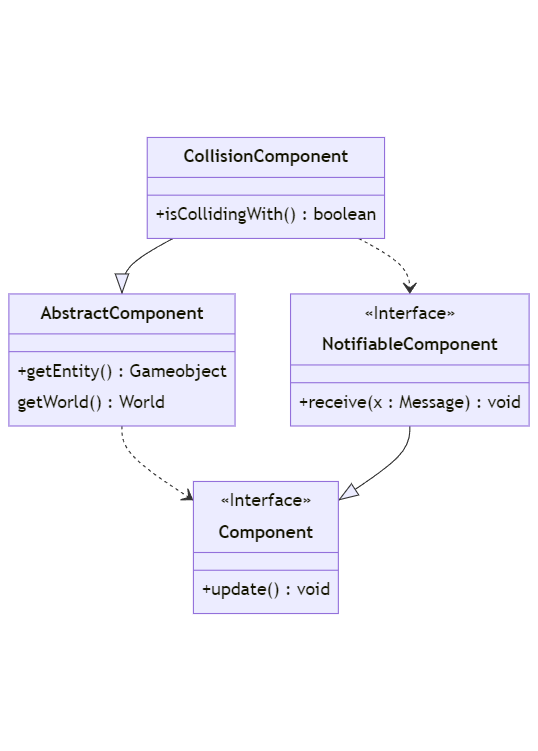 CollisionComponent
+isCollidingWith() : boolean
AbstractComponent
+getEntity() : Gameobject
getWorld() : World
«Interface»
NotifiableComponent
+receive(x : Message) : void
«Interface»
Component
+update() : void